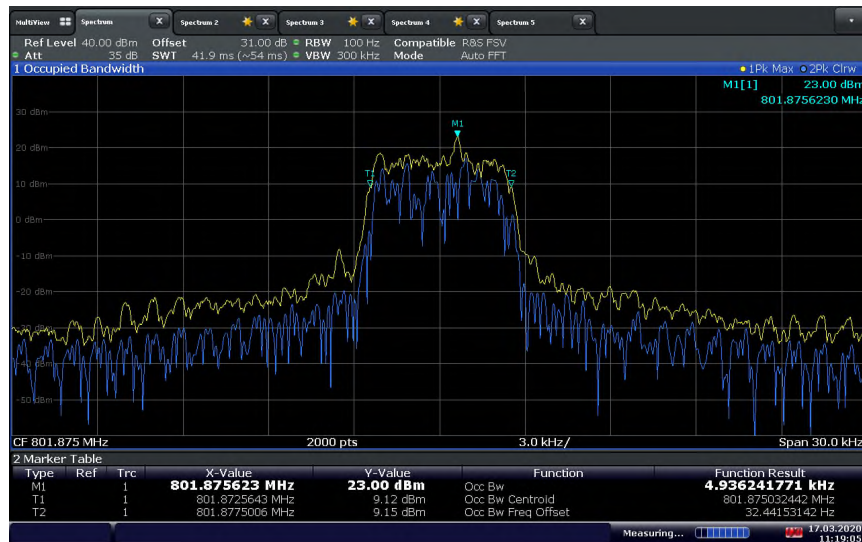 MultiView Spectrum X Spectrum 2 X Spectrum 3 X Spectrum 4 X Spectrum 5 X
Ref Level 40.00 dBm Offset 31.00 dB RBW 100 Hz Compatible R&S FSV
Att 35 dB SWT 41.9 ms (~54 ms) VBW 300 kHz Mode Auto FFT
1 Occupied Bandwidth 1Pk Max 2Pk Clrw
M1[1] 23.00 dBm
801.8756230 MHz
30 dBm
M1
20 dBm
T1 T2
10 dBm
0 dBm
-10 dBm
-20 dBm
-30 dBm
-40 dBm
-50 dBm
CF 801.875 MHz 2000 pts 3.0 kHz/ Span 30.0 kHz
2 Marker Table
Type Ref Trc X-Value Y-Value Function Function Result
M1 1 801.875623 MHz 23.00 dBm Occ Bw 4.936241771 kHz
T1 1 801.8725643 MHz 9.12 dBm Occ Bw Centroid 801.875032442 MHz
T2 1 801.8775006 MHz 9.15 dBm Occ Bw Freq Offset 32.44153142 Hz
Measuring... 17.03.2020
11:19:05